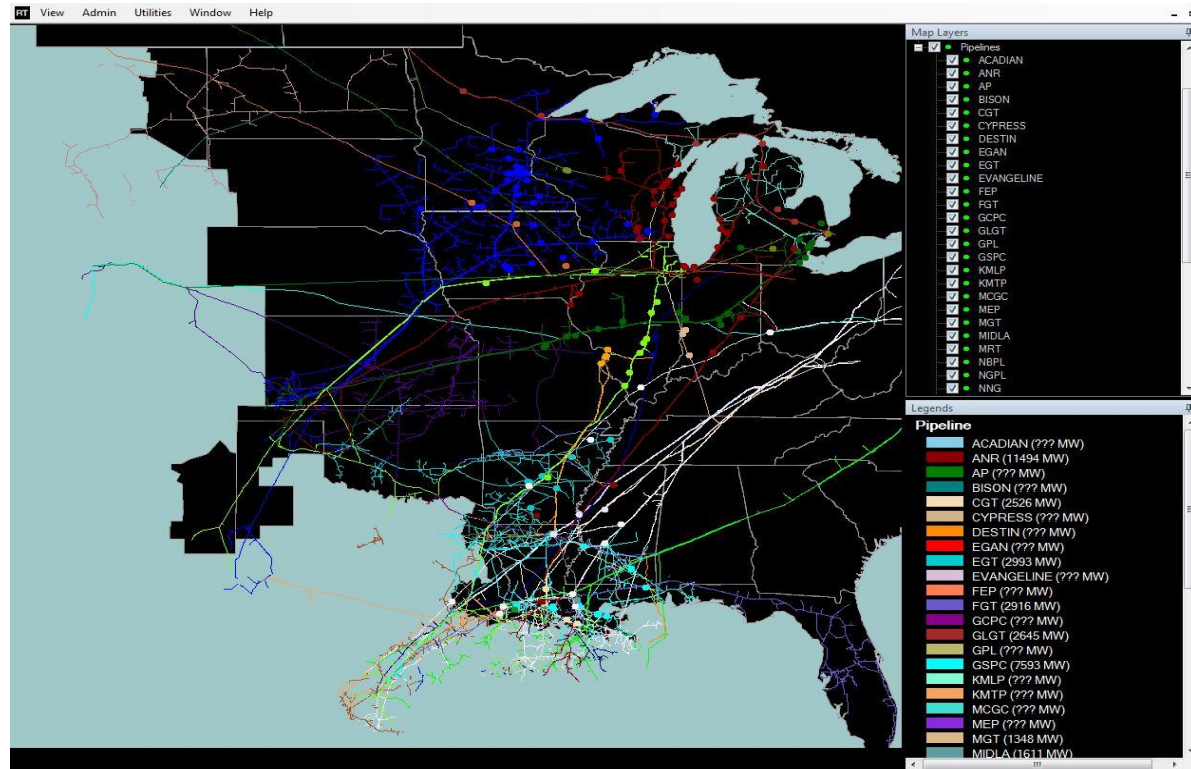 RT View Admin Utilities Window Help
Map Layers
Pipelines
ACADIAN
ANR
AP
BISON
CGT
CYPRESS
DESTIN
EGAN
EGT
EVANGELINE
FEP
FGT
GCPC
GLGT
GPL
GSPC
KMLP
KMTP
MCGC
MEP
MGT
MIDLA
MRT
NBPL
NGPL
NNG
Legends
Pipeline
ACADIAN (??? MW)
ANR (11494 MW)
AP (??? MW)
BISON (??? MW)
CGT (2526 MW)
CYPRESS (??? MW)
DESTIN (??? MW)
EGAN (??? MW)
EGT (2993 MW)
EVANGELINE (??? MW)
FEP (??? MW)
FGT (2916 MW)
GCPC (??? MW)
GLGT (2645 MW)
GPL (??? MW)
GSPC (7593 MW)
KMLP (??? MW)
KMTP (??? MW)
MCGC (??? MW)
MEP (??? MW)
MGT (1348 MW)
MIDLA (1611 MW)